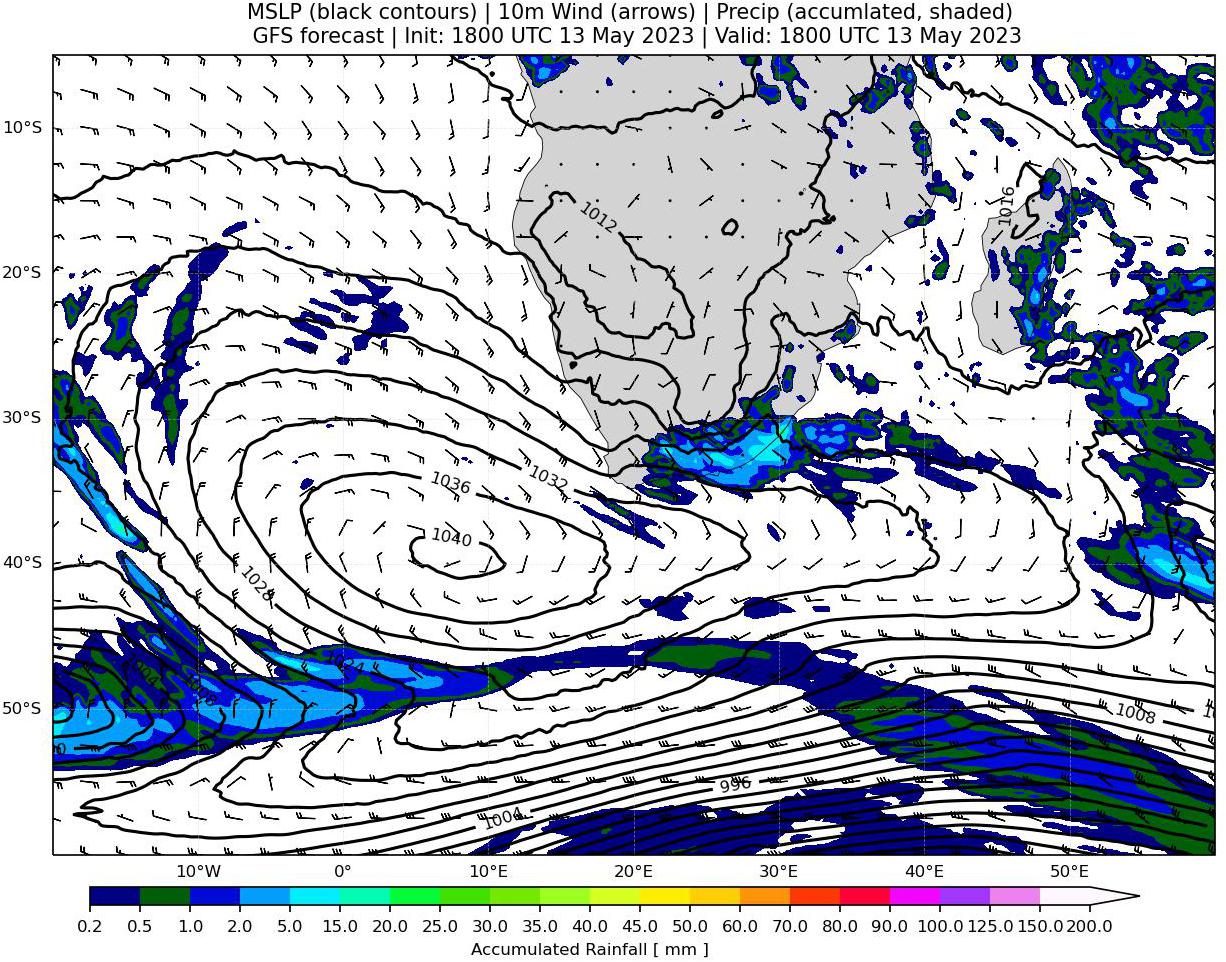 MSLP (black contours) | 10m Wind (arrows) | Precip (accumlated, shaded)
GFS forecast | Init: 1800 UTC 13 May 2023 | Valid: 1800 UTC 13 May 2023
10°S
20°S
30°S
40°S
50°S
1012
1016
1036
1032
1040
1028
1024
1008
996
1004
10°W
0°
10°E
20°E
30°E
40°E
50°E
0.2 0.5 1.0 2.0 5.0 10.0 15.0 20.0 25.0 30.0 35.0 40.0 45.0 50.0 60.0 70.0 80.0 90.0 100.0 125.0 150.0 200.0
Accumulated Rainfall [ mm ]